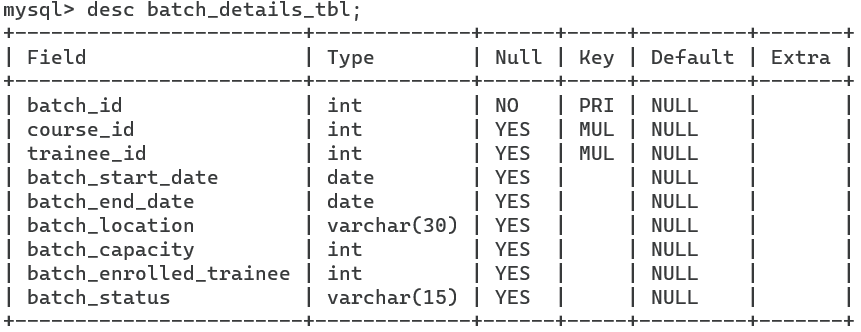 mysql> desc batch_details_tbl;
+------------------------+-------------+------+-----+---------+-------+
| Field                  | Type        | Null | Key | Default | Extra |
+------------------------+-------------+------+-----+---------+-------+
| batch_id               | int         | NO   | PRI | NULL    |       |
| course_id              | int         | YES  | MUL | NULL    |       |
| trainee_id             | int         | YES  | MUL | NULL    |       |
| batch_start_date       | date        | YES  |     | NULL    |       |
| batch_end_date         | date        | YES  |     | NULL    |       |
| batch_location         | varchar(30) | YES  |     | NULL    |       |
| batch_capacity         | int         | YES  |     | NULL    |       |
| batch_enrolled_trainee | int         | YES  |     | NULL    |       |
| batch_status           | varchar(15) | YES  |     | NULL    |       |
+------------------------+-------------+------+-----+---------+-------+